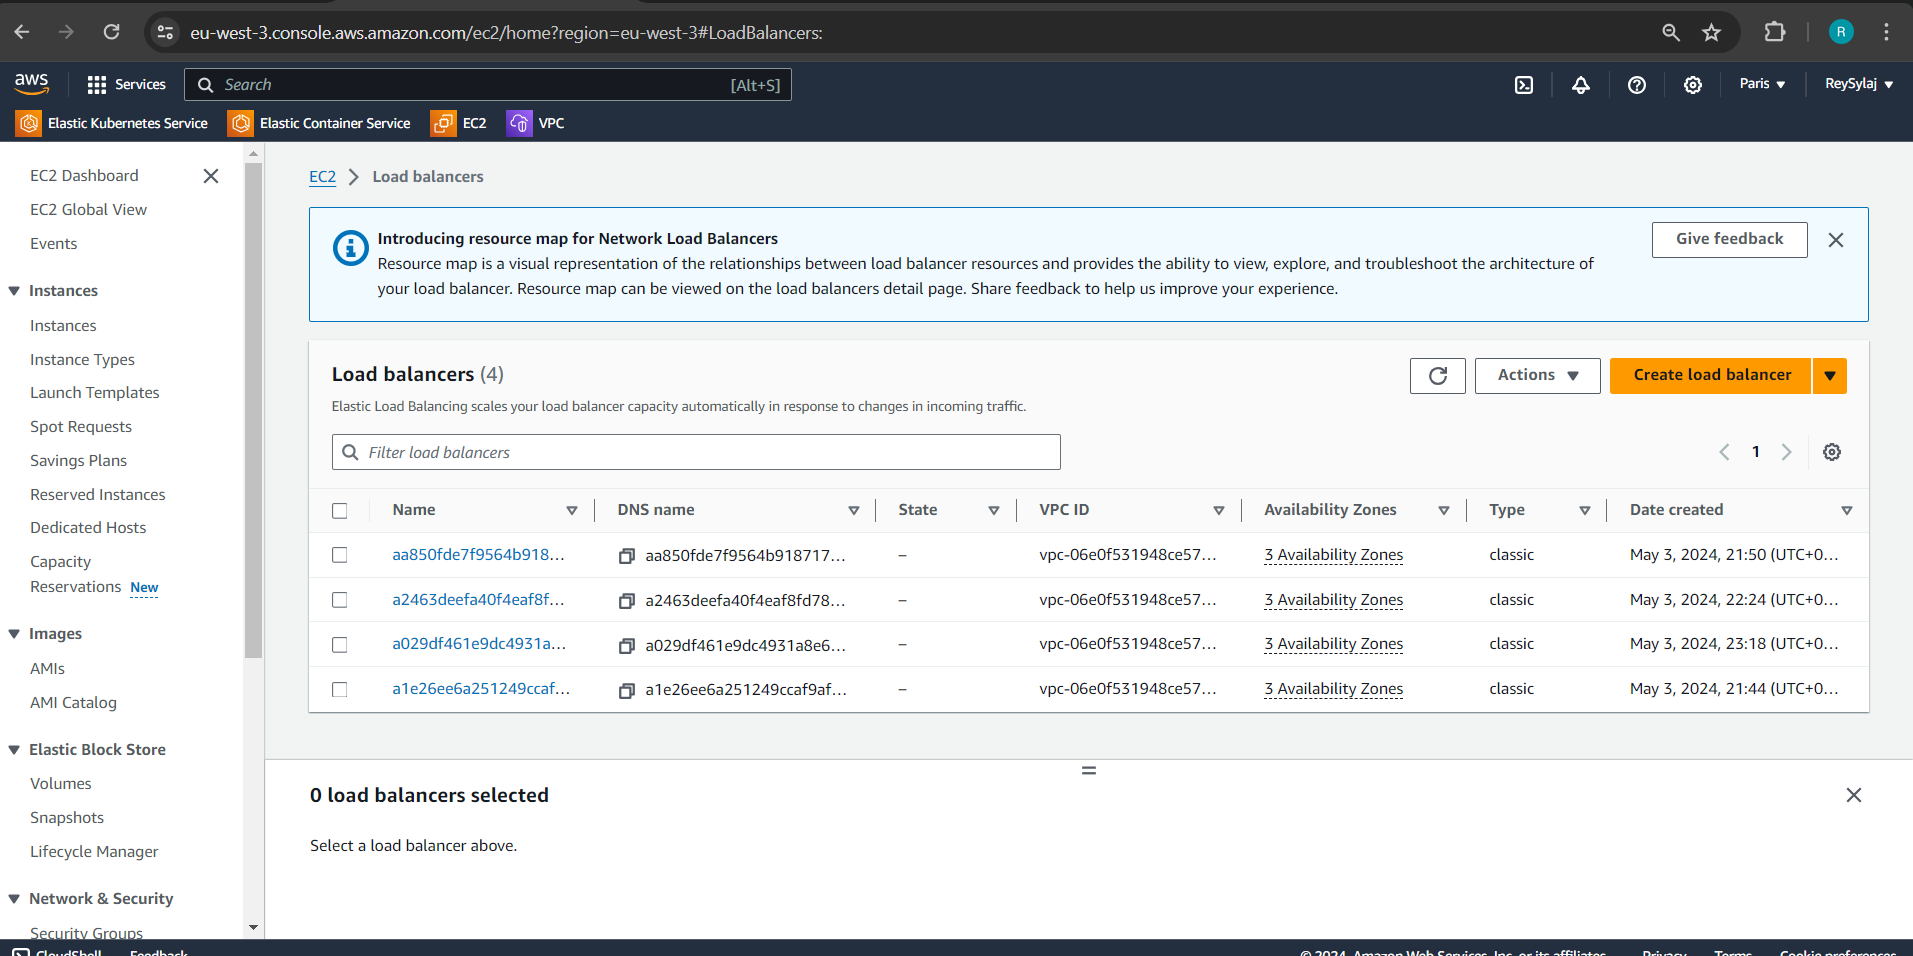 eu-west-3.console.aws.amazon.com/ec2/home?region=eu-west-3#LoadBalancers:
R
aws Services Search [Alt+S] Paris ReySylaj
Elastic Kubernetes Service Elastic Container Service EC2 VPC
EC2 Dashboard
EC2 Global View
Events
Instances
Instances
Instance Types
Launch Templates
Spot Requests
Savings Plans
Reserved Instances
Dedicated Hosts
Capacity
Reservations New
Images
AMIs
AMI Catalog
Elastic Block Store
Volumes
Snapshots
Lifecycle Manager
Network & Security
Security Groups
EC2 Load balancers
Introducing resource map for Network Load Balancers
Resource map is a visual representation of the relationships between load balancer resources and provides the ability to view, explore, and troubleshoot the architecture of
your load balancer. Resource map can be viewed on the load balancers detail page. Share feedback to help us improve your experience.
Give feedback
Load balancers (4)
Actions
Create load balancer
Elastic Load Balancing scales your load balancer capacity automatically in response to changes in incoming traffic.
Filter load balancers
1
Name DNS name State VPC ID Availability Zones Type Date created
aa850fde7f9564b918... aa850fde7f9564b918717... – vpc-06e0f531948ce57... 3 Availability Zones classic May 3, 2024, 21:50 (UTC+0...
a2463deefa40f4eaf8f... a2463deefa40f4eaf8fd78... – vpc-06e0f531948ce57... 3 Availability Zones classic May 3, 2024, 22:24 (UTC+0...
a029df461e9dc4931a... a029df461e9dc4931a8e6... – vpc-06e0f531948ce57... 3 Availability Zones classic May 3, 2024, 23:18 (UTC+0...
a1e26ee6a251249ccaf... a1e26ee6a251249ccaf9af... – vpc-06e0f531948ce57... 3 Availability Zones classic May 3, 2024, 21:44 (UTC+0...
0 load balancers selected
Select a load balancer above.
CloudShell Feedback © 2024, Amazon Web Services, Inc. or its affiliates. Privacy Terms Cookie preferences